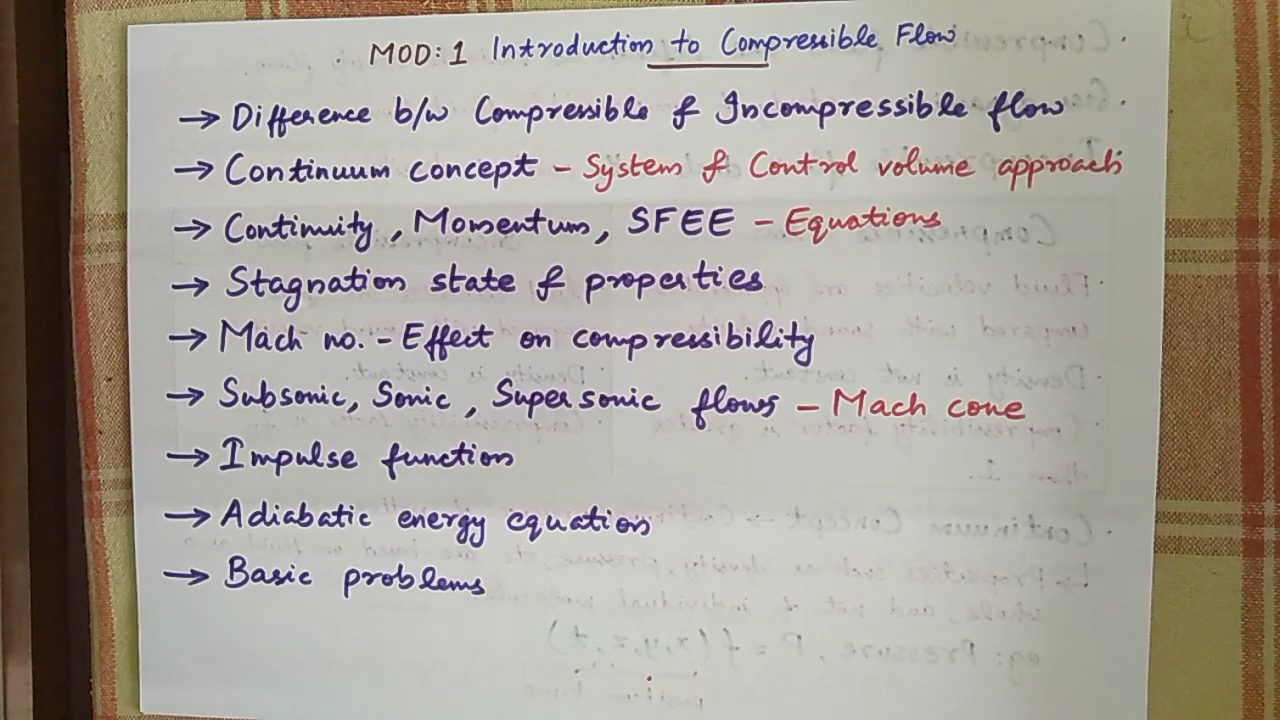 MOD: 1 Introduction to Compressible Flow
→ Difference b/w Compressible & Incompressible flow
→ Continuum concept - System & Control volume approach
→ Continuity, Momentum, SFEE - Equations
→ Stagnation state & properties
→ Mach no. - Effect on compressibility
→ Subsonic, Sonic, Supersonic flows - Mach cone
→ Impulse function
→ Adiabatic energy equation
→ Basic problems